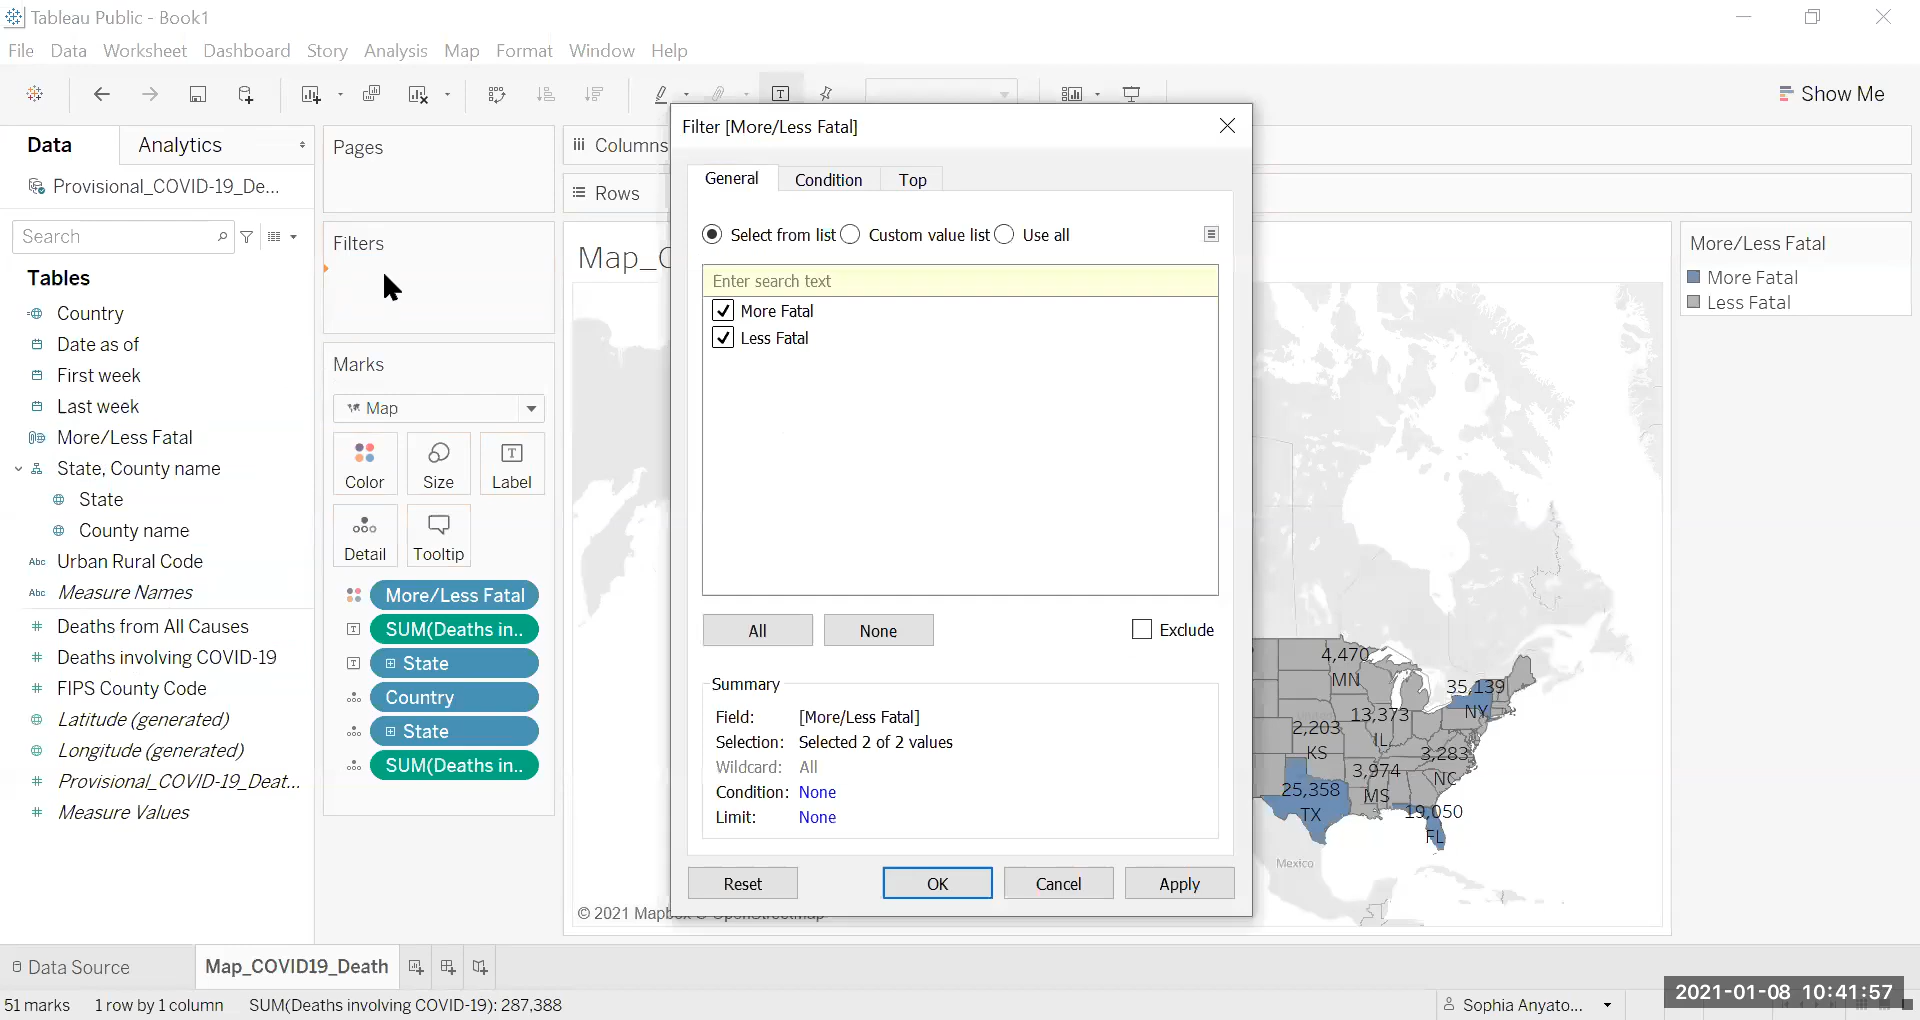 Tableau Public - Book1
File Data Worksheet Dashboard Story Analysis Map Format Window Help
Show Me
Data Analytics
Provisional_COVID-19_De...
Search
Tables
Country
Date as of
First week
Last week
More/Less Fatal
State, County name
State
County name
Abc Urban Rural Code
Abc Measure Names
# Deaths from All Causes
# Deaths involving COVID-19
# FIPS County Code
Latitude (generated)
Longitude (generated)
# Provisional_COVID-19_Deat...
# Measure Values
Pages
Filters
Marks
Map
Color Size Label
Detail Tooltip
More/Less Fatal
SUM(Deaths in..
State
Country
State
SUM(Deaths in..
Columns
Rows
Map_
Filter [More/Less Fatal]
General Condition Top
Select from list Custom value list Use all
Enter search text
More Fatal
Less Fatal
All None Exclude
Summary
Field: [More/Less Fatal]
Selection: Selected 2 of 2 values
Wildcard: All
Condition: None
Limit: None
Reset OK Cancel Apply
4,470
MN
35,139
NY
13,373
IL
2,203
KS
3,283
NC
3,974
MS
25,358
TX
19,050
FL
Mexico
© 2021 Mapbox © OpenStreetMap
More/Less Fatal
More Fatal
Less Fatal
Data Source Map_COVID19_Death
51 marks 1 row by 1 column SUM(Deaths involving COVID-19): 287,388
Sophia Anyato...
2021-01-08 10:41:57